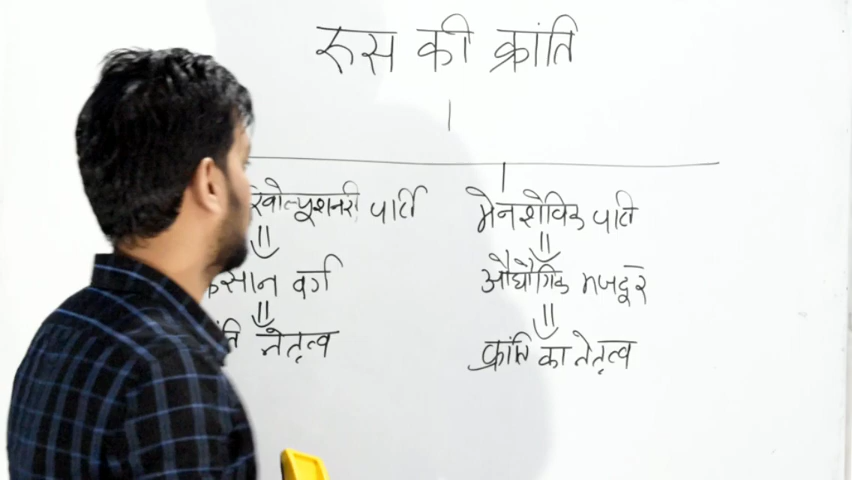 रूस की क्रांति
पार्टी
वर्ग
नेतृत्व
मेनशेविक पार्टी
औद्योगिक मजदूर
क्रांति का नेतृत्व